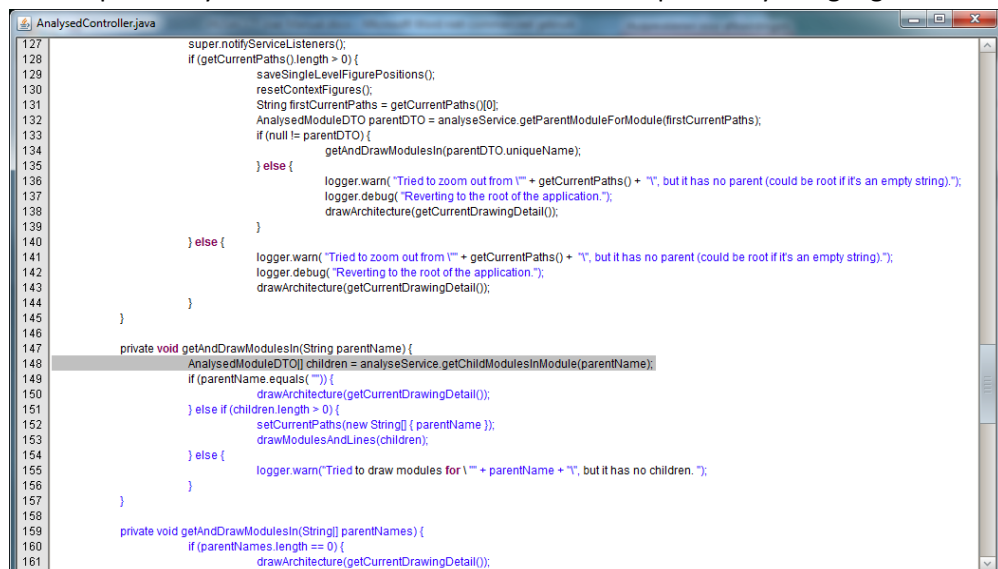 AnalysedController.java
127 super.notifyServiceListeners();
128 if (getCurrentPaths().length > 0) {
129 saveSingleLevelFigurePositions();
130 resetContextFigures();
131 String firstCurrentPaths = getCurrentPaths()[0];
132 AnalysedModuleDTO parentDTO = analyseService.getParentModuleForModule(firstCurrentPaths);
133 if (null != parentDTO) {
134 getAndDrawModulesIn(parentDTO.uniqueName);
135 } else {
136 logger.warn( "Tried to zoom out from \"" + getCurrentPaths() + "\", but it has no parent (could be root if it's an empty string).");
137 logger.debug( "Reverting to the root of the application.");
138 drawArchitecture(getCurrentDrawingDetail());
139 }
140 } else {
141 logger.warn( "Tried to zoom out from \"" + getCurrentPaths() + "\", but it has no parent (could be root if it's an empty string).");
142 logger.debug( "Reverting to the root of the application.");
143 drawArchitecture(getCurrentDrawingDetail());
144 }
145 }
146
147 private void getAndDrawModulesIn(String parentName) {
148 AnalysedModuleDTO[] children = analyseService.getChildModulesInModule(parentName);
149 if (parentName.equals( "")) {
150 drawArchitecture(getCurrentDrawingDetail());
151 } else if (children.length > 0) {
152 setCurrentPaths(new String[] { parentName });
153 drawModulesAndLines(children);
154 } else {
155 logger.warn("Tried to draw modules for \ "" + parentName + "\", but it has no children. ");
156 }
157 }
158
159 private void getAndDrawModulesIn(String[] parentNames) {
160 if (parentNames.length == 0) {
161 drawArchitecture(getCurrentDrawingDetail());